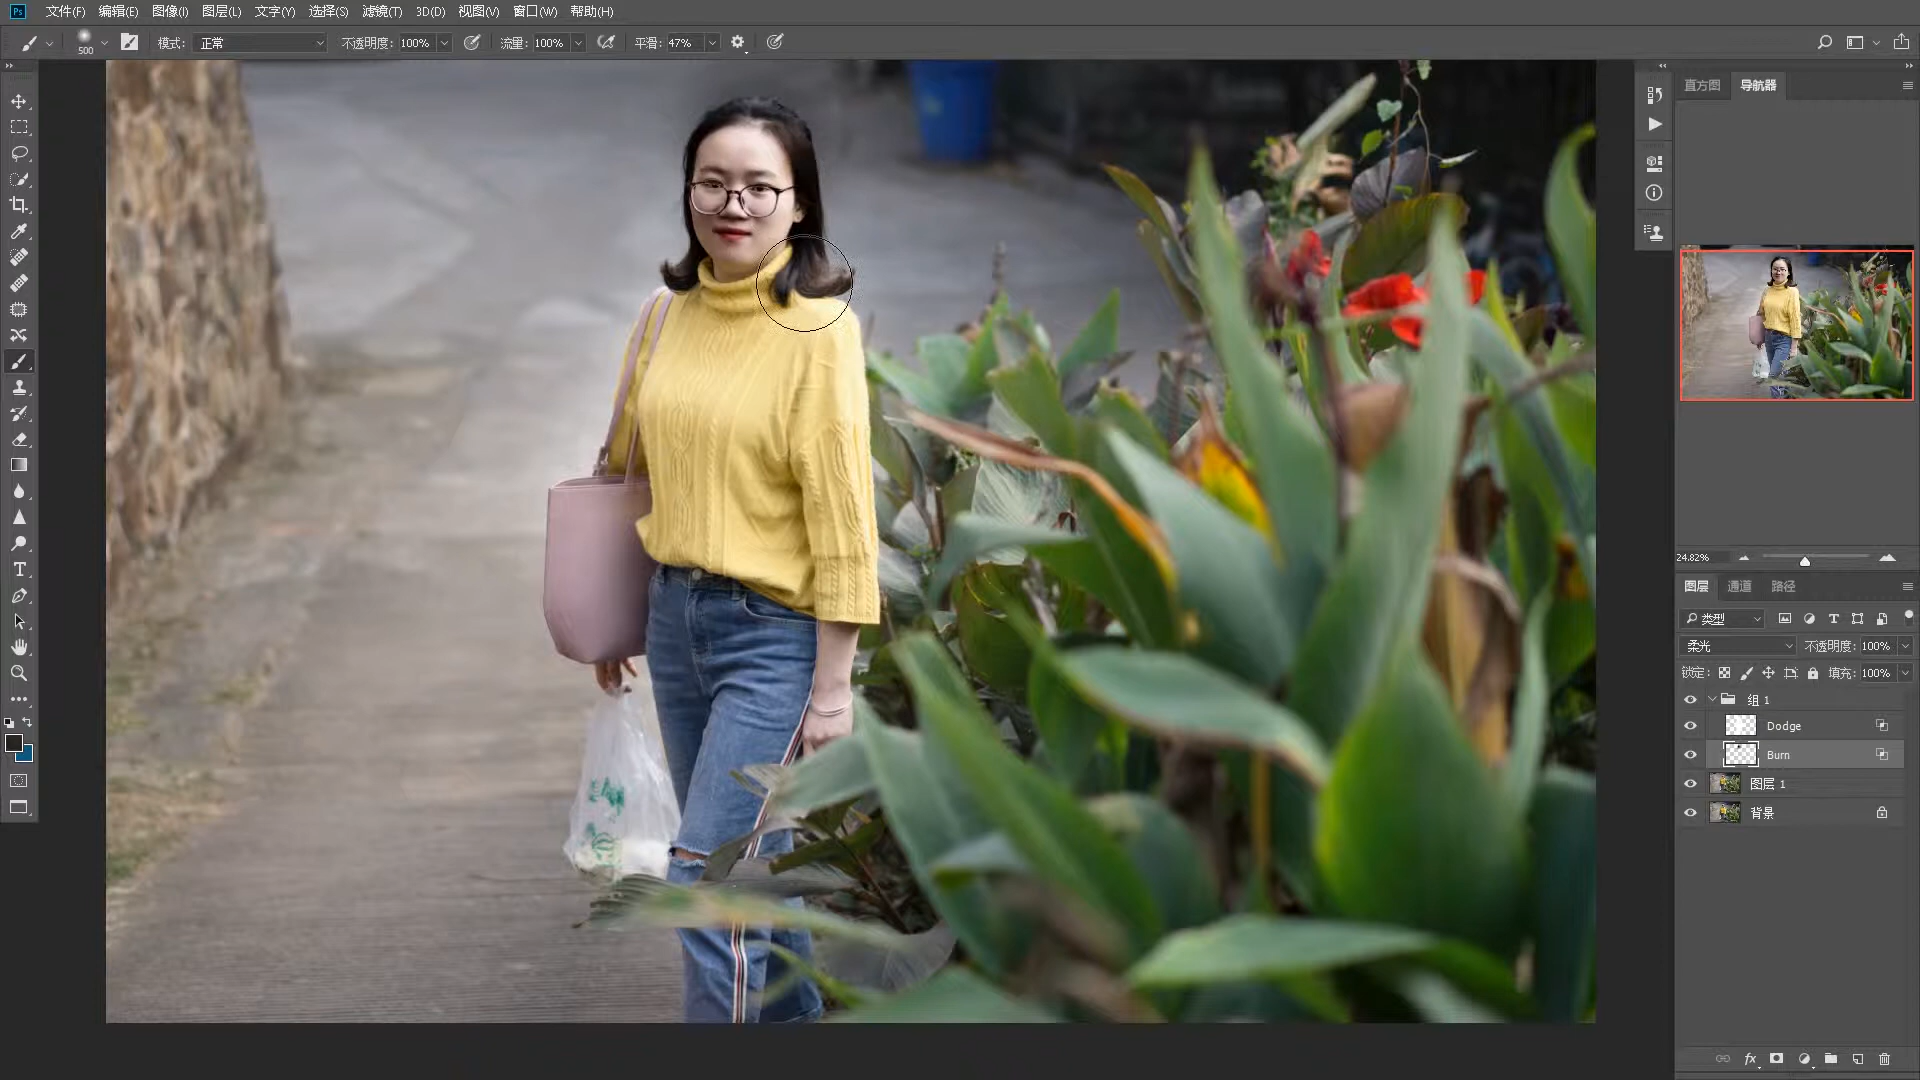 Ps 文件(F) 编辑(E) 图像(I) 图层(L) 文字(Y) 选择(S) 滤镜(T) 3D(D) 视图(V) 窗口(W) 帮助(H)
500 模式: 正常 不透明度: 100% 流量: 100% 平滑: 47%
直方图 导航器
24.82%
图层 通道 路径
类型
柔光 不透明度: 100%
锁定: 填充: 100%
组 1
Dodge
Burn
图层 1
背景
fx